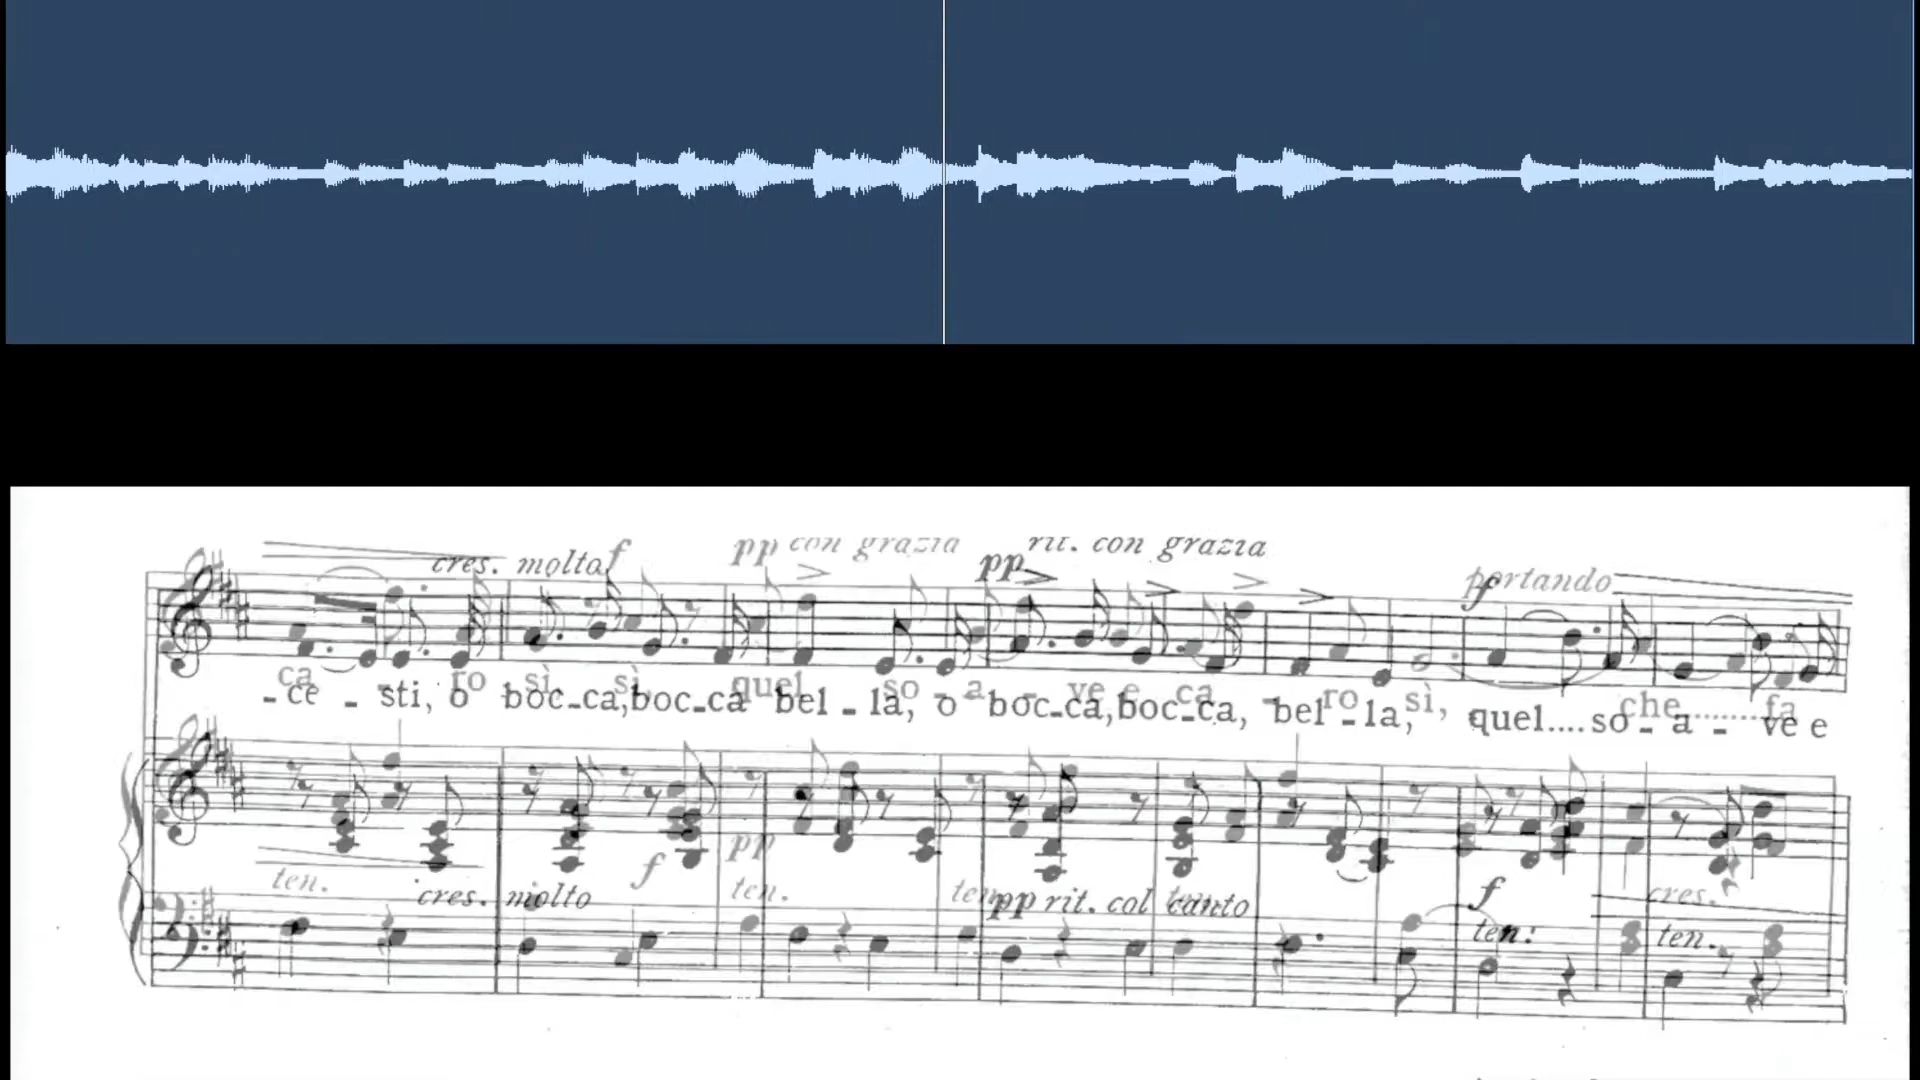 cres. molto f pp con grazia rit. con grazia
pp portando f
ca - ro sì sì, quel so - a - ve e ca - ro sì, che........fa
- ce - sti, o boc-ca, boc-ca bel - la, o boc-ca, boc-ca, bel - la, quel.... so - a - ve e
f pp
ten. cres. molto ten. pp rit. col canto f cres.
ten: ten.